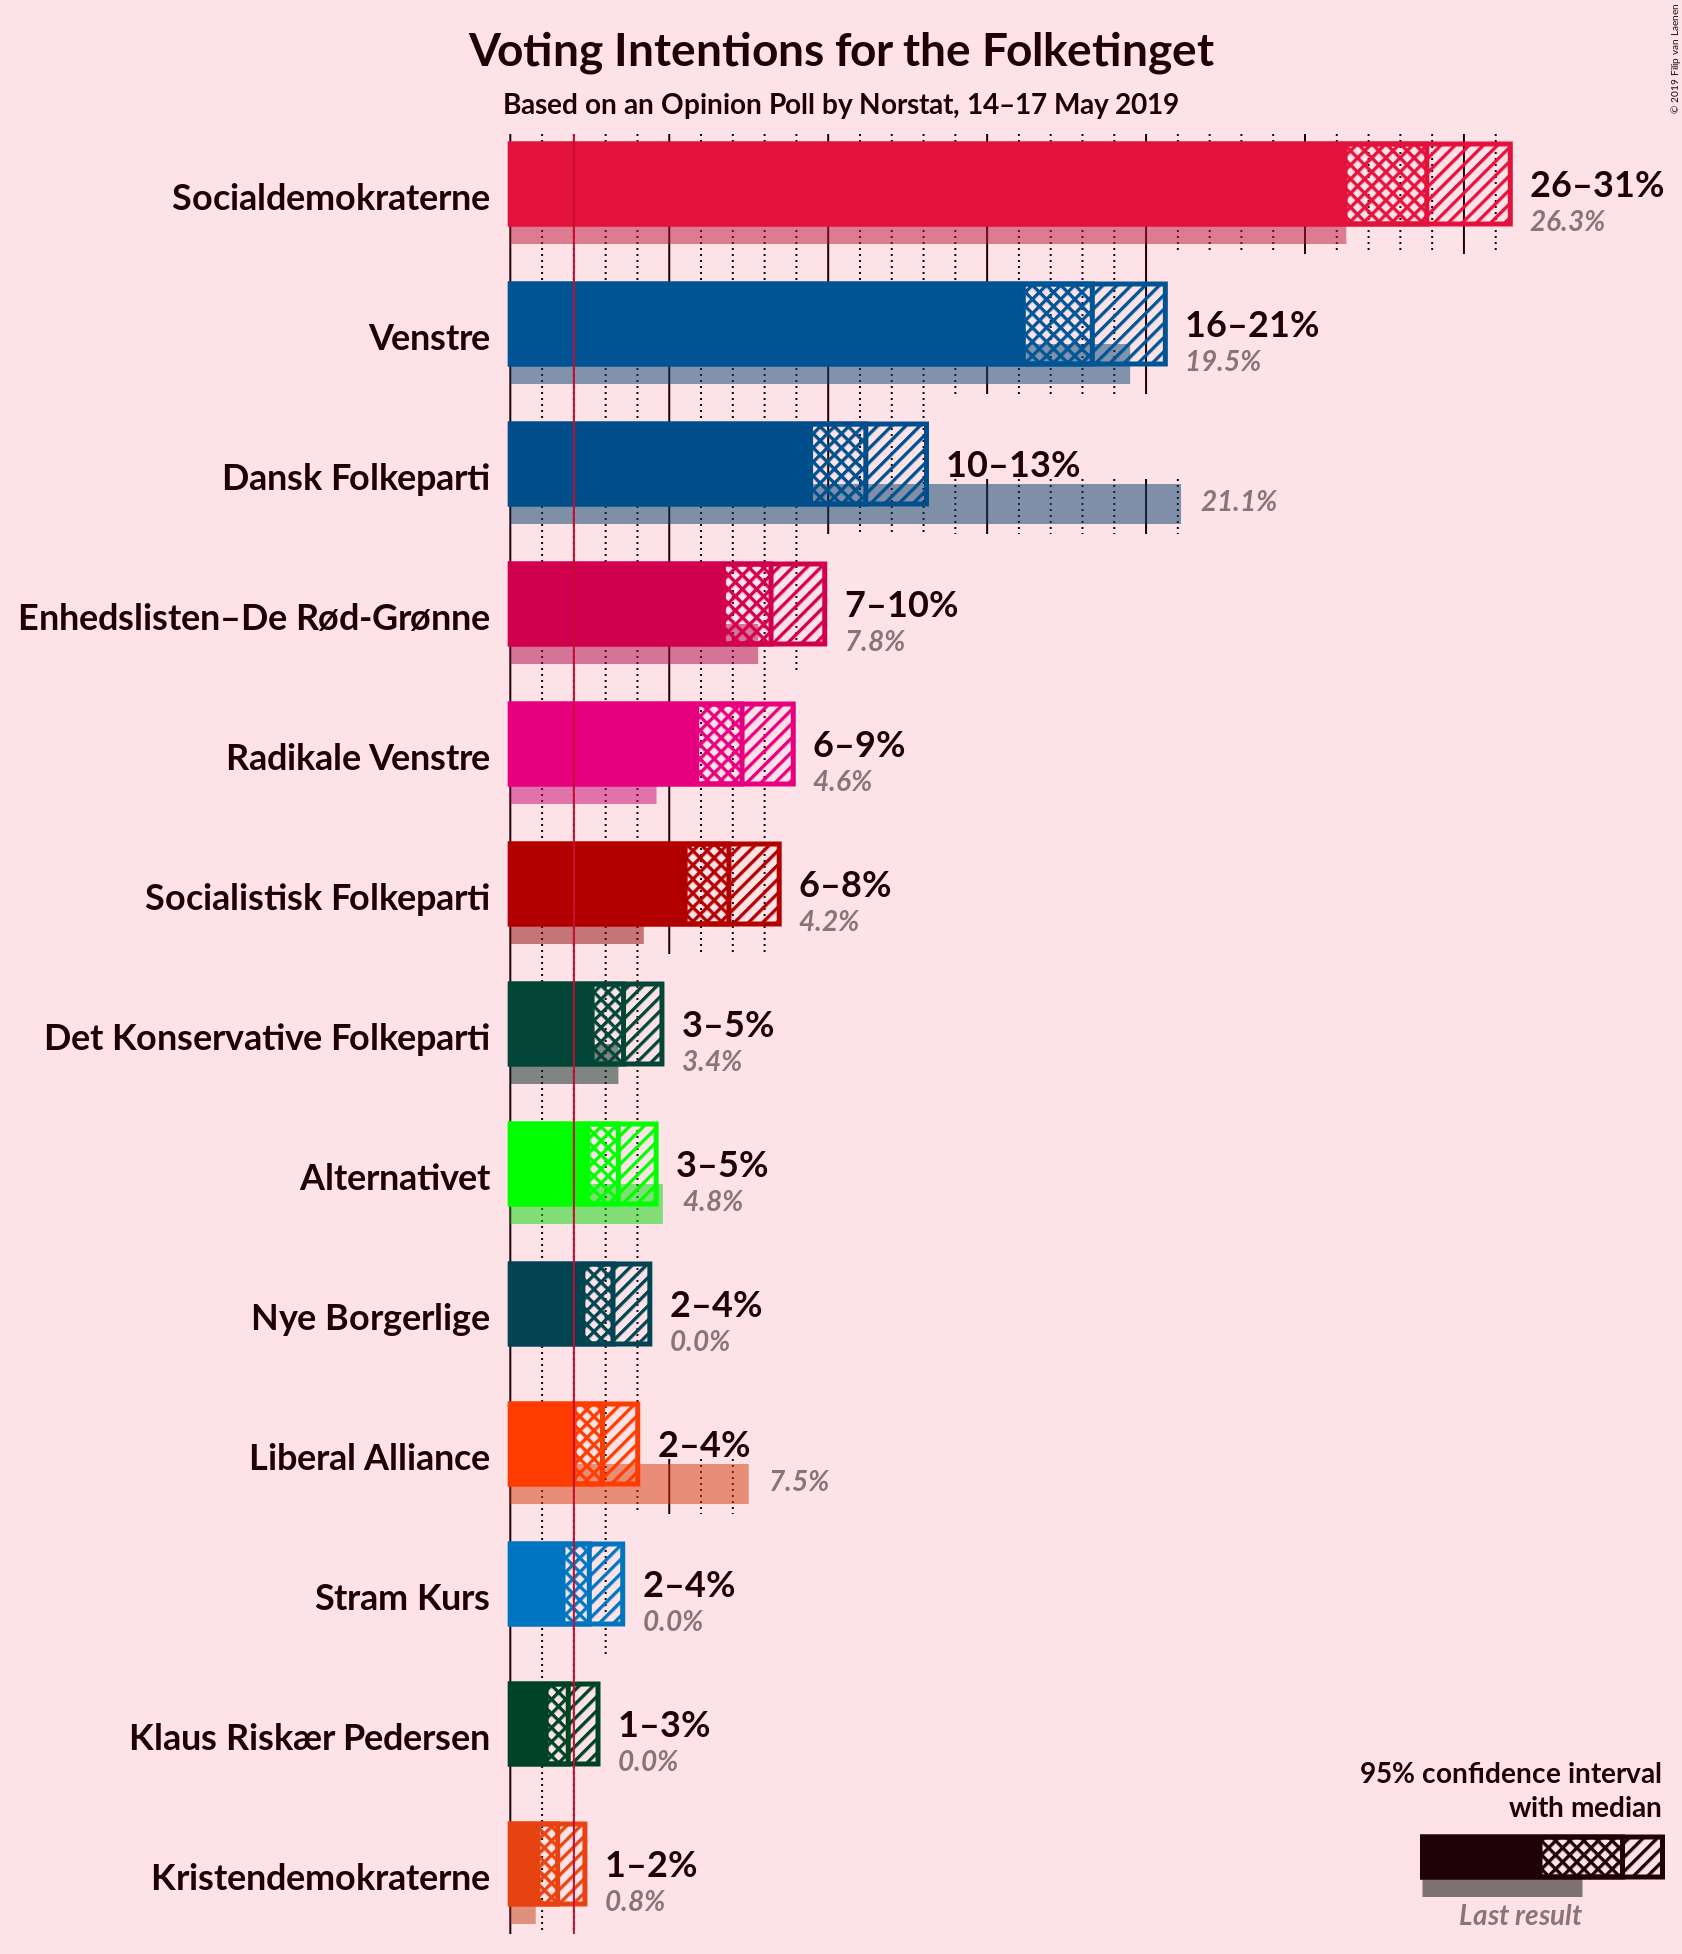 Voting Intentions for the Folketinget
Based on an Opinion Poll by Norstat, 14–17 May 2019
© 2019 Filip van Laenen
Socialdemokraterne
26–31%
26.3%
Venstre
16–21%
19.5%
Dansk Folkeparti
10–13%
21.1%
Enhedslisten–De Rød-Grønne
7–10%
7.8%
Radikale Venstre
6–9%
4.6%
Socialistisk Folkeparti
6–8%
4.2%
Det Konservative Folkeparti
3–5%
3.4%
Alternativet
3–5%
4.8%
Nye Borgerlige
2–4%
0.0%
Liberal Alliance
2–4%
7.5%
Stram Kurs
2–4%
0.0%
Klaus Riskær Pedersen
1–3%
0.0%
Kristendemokraterne
1–2%
0.8%
95% confidence interval
with median
Last result